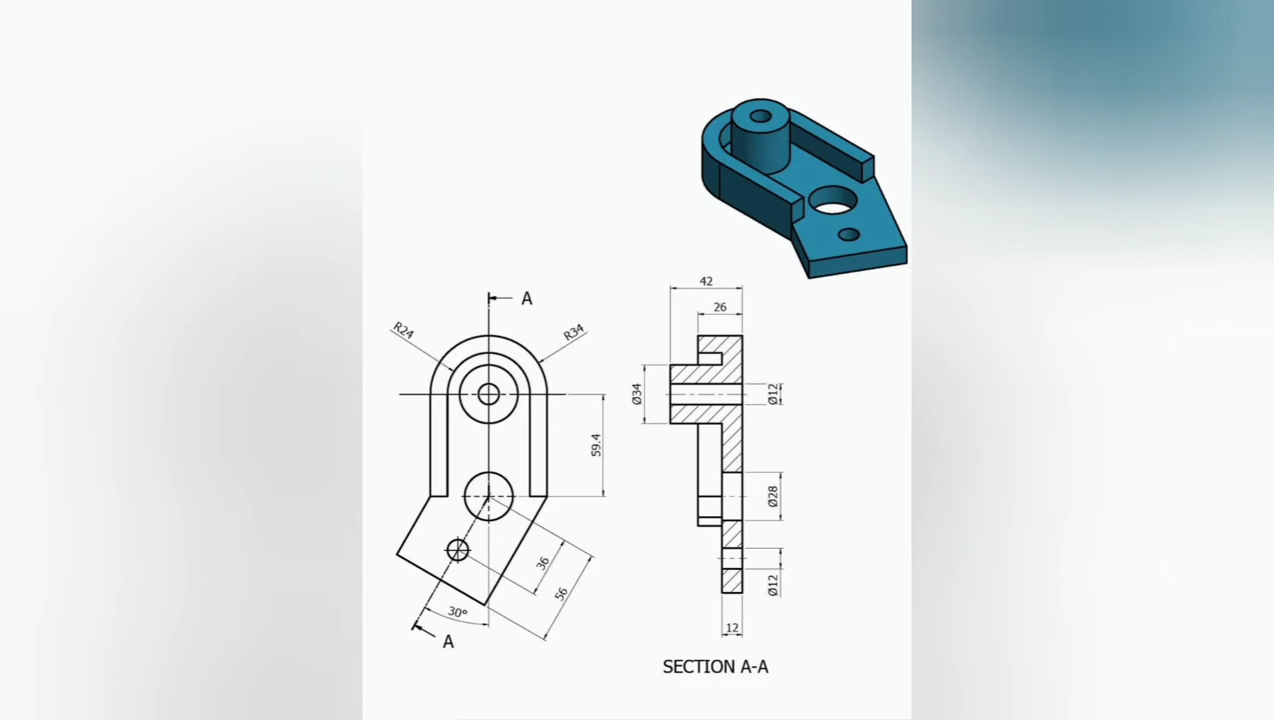 42
26
A
R24
R34
Ø34
Ø12
59.4
Ø28
36
56
Ø12
30°
A
12
SECTION A-A